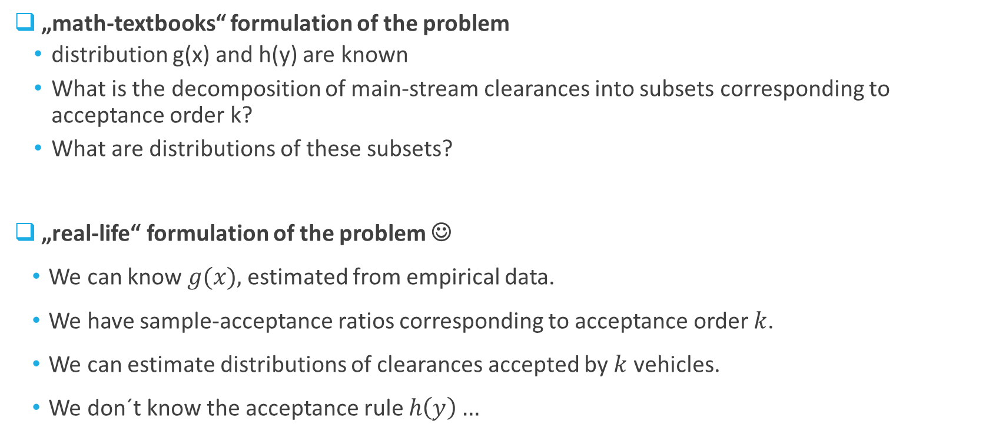 ❑ „math-textbooks“ formulation of the problem
• distribution g(x) and h(y) are known
• What is the decomposition of main-stream clearances into subsets corresponding to
acceptance order k?
• What are distributions of these subsets?
❑ „real-life“ formulation of the problem ☺
• We can know g(x), estimated from empirical data.
• We have sample-acceptance ratios corresponding to acceptance order k.
• We can estimate distributions of clearances accepted by k vehicles.
• We don´t know the acceptance rule h(y) ...